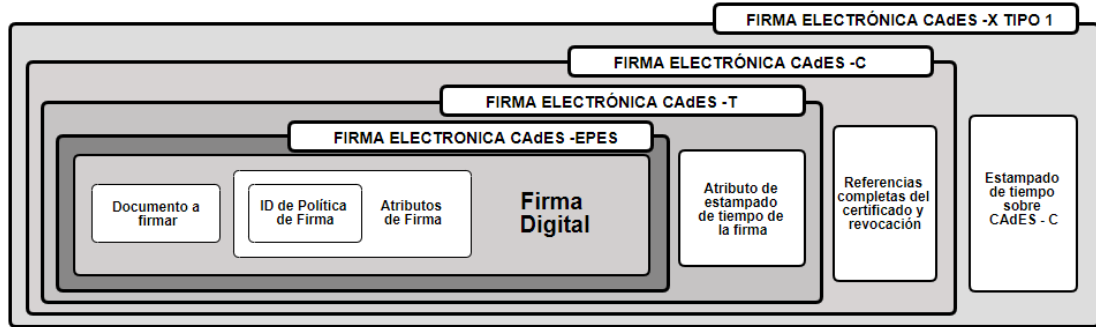 FIRMA ELECTRÓNICA CAdES -X TIPO 1
FIRMA ELECTRÓNICA CAdES -C
FIRMA ELECTRÓNICA CAdES -T
FIRMA ELECTRONICA CAdES -EPES
Documento a
firmar
ID de Política
de Firma
Atributos
de Firma
Firma
Digital
Atributo de
estampado
de tiempo de
la firma
Referencias
completas del
certificado y
revocación
Estampado
de tiempo
sobre
CAdES - C